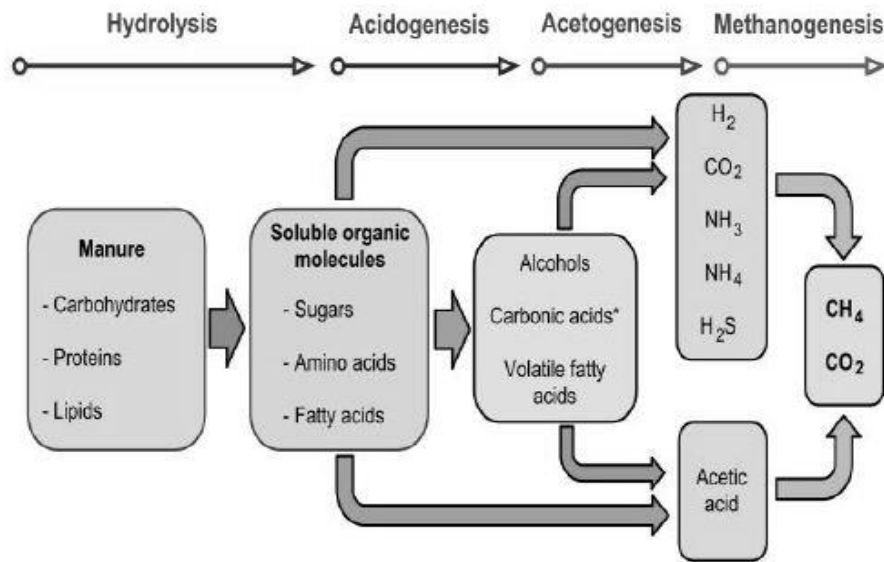 Hydrolysis
Acidogenesis
Acetogenesis
Methanogenesis
Manure
- Carbohydrates
- Proteins
- Lipids
Soluble organic
molecules
- Sugars
- Amino acids
- Fatty acids
Alcohols
Carbonic acids*
Volatile fatty
acids
H₂
CO₂
NH₃
NH₄
H₂S
Acetic
acid
CH₄
CO₂